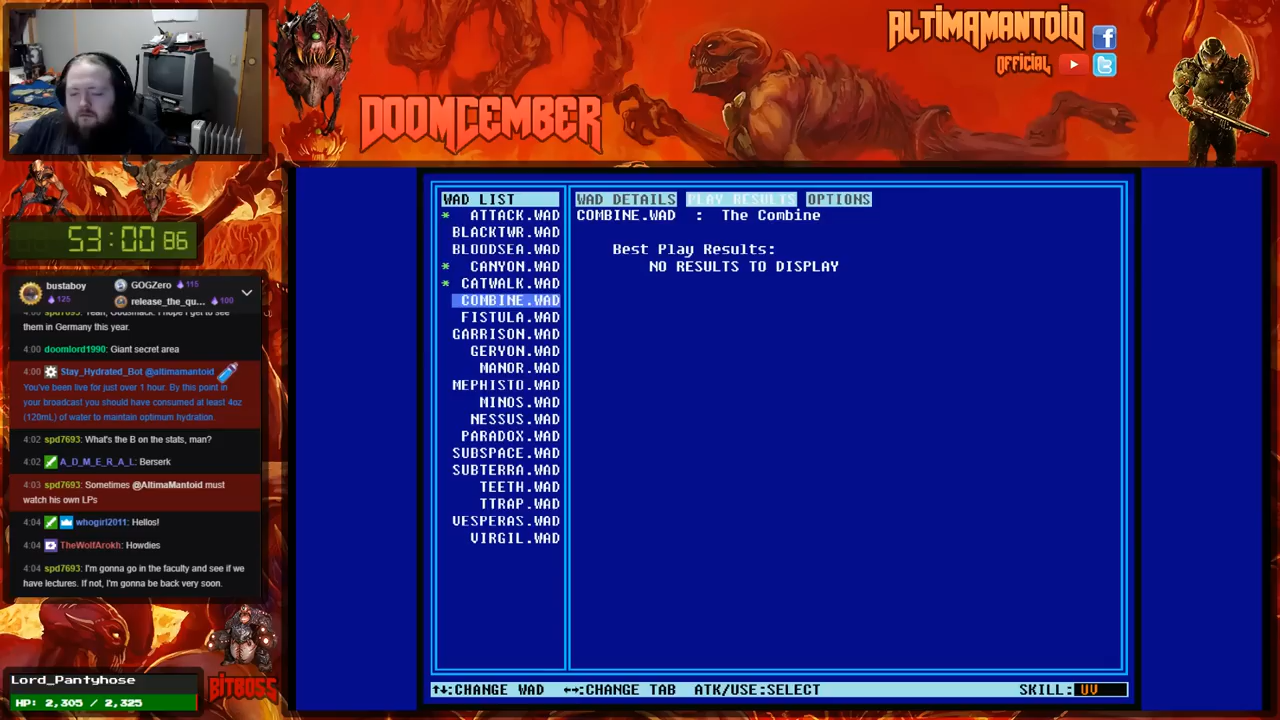 ALTIMAMANTOID
OFFICIAL
DOOMCEMBER
53:00 86
bustaboy
125
GOGZero 115
release_the_qu... 100
them in Germany this year.
4:00 doomlord1990: Giant secret area
4:00 Stay_Hydrated_Bot @altimamantoid
You've been live for just over 1 hour. By this point in
your broadcast you should have consumed at least 4oz
(120mL) of water to maintain optimum hydration.
4:02 spd7693: What's the B on the stats, man?
4:02 A_D_M_E_R_A_L: Berserk
4:03 spd7693: Sometimes @AltimaMantoid must
watch his own LPs
4:04 whogirl2011: Hellos!
4:04 TheWolfArokh: Howdies
4:04 spd7693: I'm gonna go in the faculty and see if we
have lectures. If not, I'm gonna be back very soon.
Lord_Pantyhose
HP: 2,305 / 2,325
BITBOSS
WAD LIST
* ATTACK.WAD
BLACKTWR.WAD
BLOODSEA.WAD
* CANYON.WAD
* CATWALK.WAD
COMBINE.WAD
FISTULA.WAD
GARRISON.WAD
GERYON.WAD
MANOR.WAD
MEPHISTO.WAD
MINOS.WAD
NESSUS.WAD
PARADOX.WAD
SUBSPACE.WAD
SUBTERRA.WAD
TEETH.WAD
TTRAP.WAD
VESPERAS.WAD
VIRGIL.WAD
WAD DETAILS PLAY RESULTS OPTIONS
COMBINE.WAD : The Combine
Best Play Results:
NO RESULTS TO DISPLAY
↑↓:CHANGE WAD ←→:CHANGE TAB ATK/USE:SELECT SKILL: UV